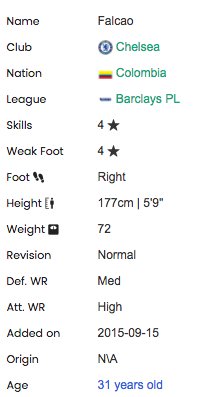 Name Falcao
Club Chelsea
Nation Colombia
League Barclays PL
Skills 4
Weak Foot 4
Foot Right
Height 177cm | 5'9"
Weight 72
Revision Normal
Def. WR Med
Att. WR High
Added on 2015-09-15
Origin N\A
Age 31 years old